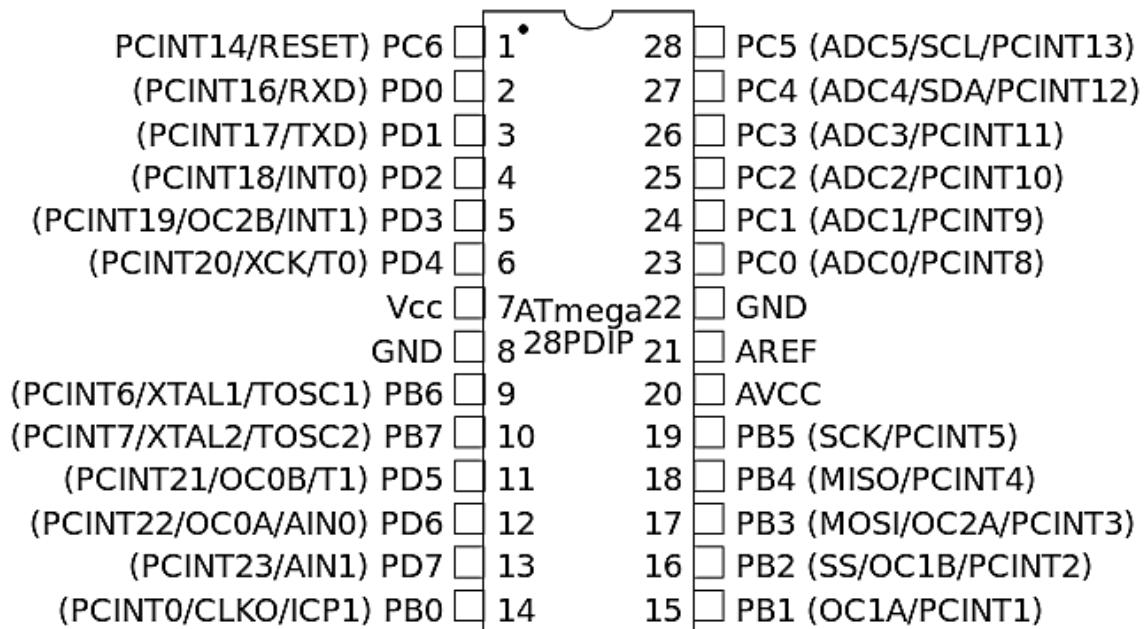 PCINT14/RESET) PC6 1 28 PC5 (ADC5/SCL/PCINT13)
(PCINT16/RXD) PD0 2 27 PC4 (ADC4/SDA/PCINT12)
(PCINT17/TXD) PD1 3 26 PC3 (ADC3/PCINT11)
(PCINT18/INT0) PD2 4 25 PC2 (ADC2/PCINT10)
(PCINT19/OC2B/INT1) PD3 5 24 PC1 (ADC1/PCINT9)
(PCINT20/XCK/T0) PD4 6 23 PC0 (ADC0/PCINT8)
Vcc 7 ATmega 22 GND
GND 8 28PDIP 21 AREF
(PCINT6/XTAL1/TOSC1) PB6 9 20 AVCC
(PCINT7/XTAL2/TOSC2) PB7 10 19 PB5 (SCK/PCINT5)
(PCINT21/OC0B/T1) PD5 11 18 PB4 (MISO/PCINT4)
(PCINT22/OC0A/AIN0) PD6 12 17 PB3 (MOSI/OC2A/PCINT3)
(PCINT23/AIN1) PD7 13 16 PB2 (SS/OC1B/PCINT2)
(PCINT0/CLKO/ICP1) PB0 14 15 PB1 (OC1A/PCINT1)